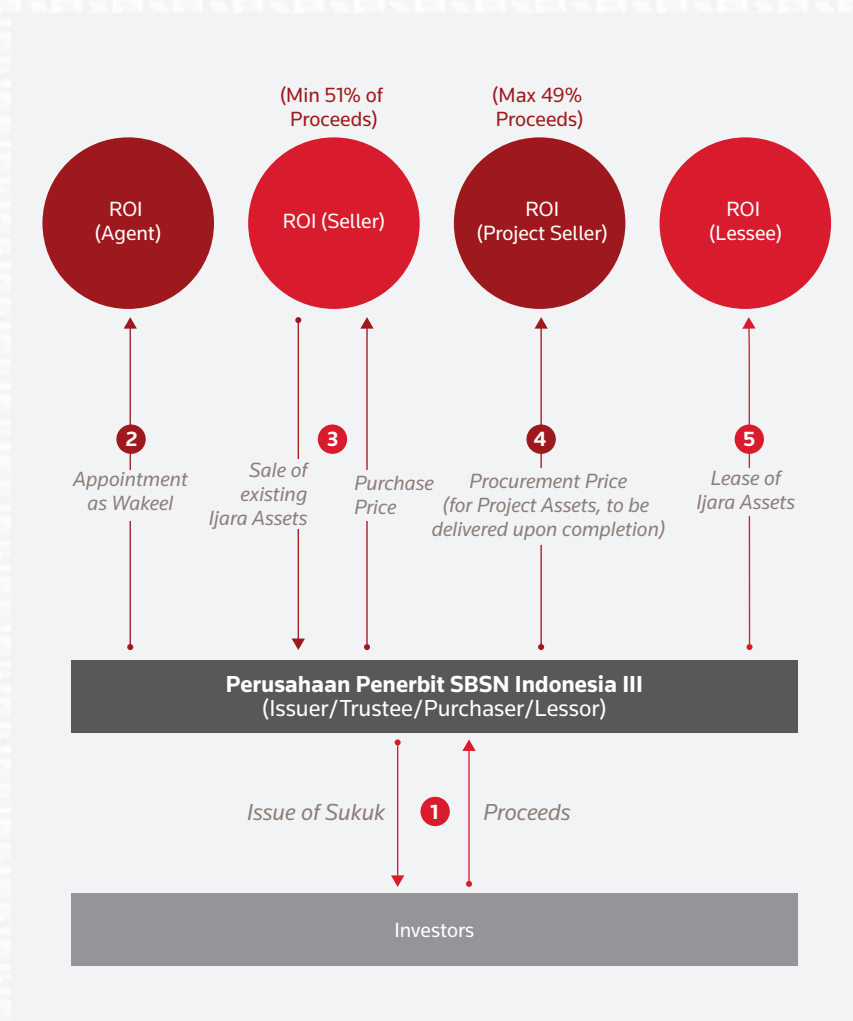 (Min 51% of
Proceeds)
(Max 49%
Proceeds)
ROI
(Agent)
ROI (Seller)
ROI
(Project Seller)
ROI
(Lessee)
2
Appointment
as Wakeel
3
Sale of
existing
Ijara Assets
Purchase
Price
4
Procurement Price
(for Project Assets, to be
delivered upon completion)
5
Lease of
Ijara Assets
Perusahaan Penerbit SBSN Indonesia III
(Issuer/Trustee/Purchaser/Lessor)
Issue of Sukuk
1
Proceeds
Investors